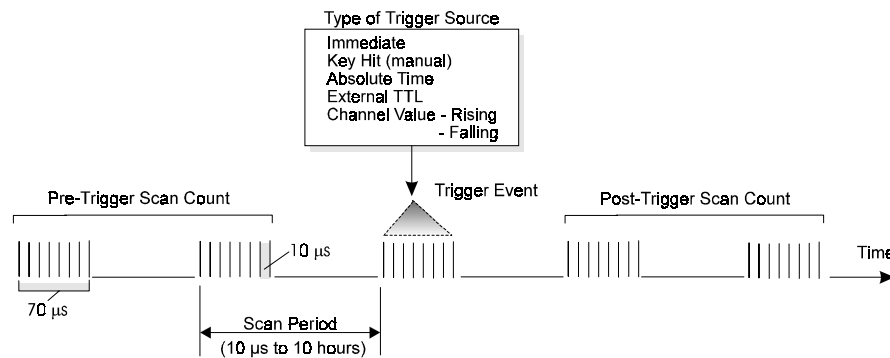 Type of Trigger Source
Immediate
Key Hit (manual)
Absolute Time
External TTL
Channel Value - Rising
- Falling
Pre-Trigger Scan Count
Trigger Event
Post-Trigger Scan Count
10 µs
Time
70 µs
Scan Period
(10 µs to 10 hours)